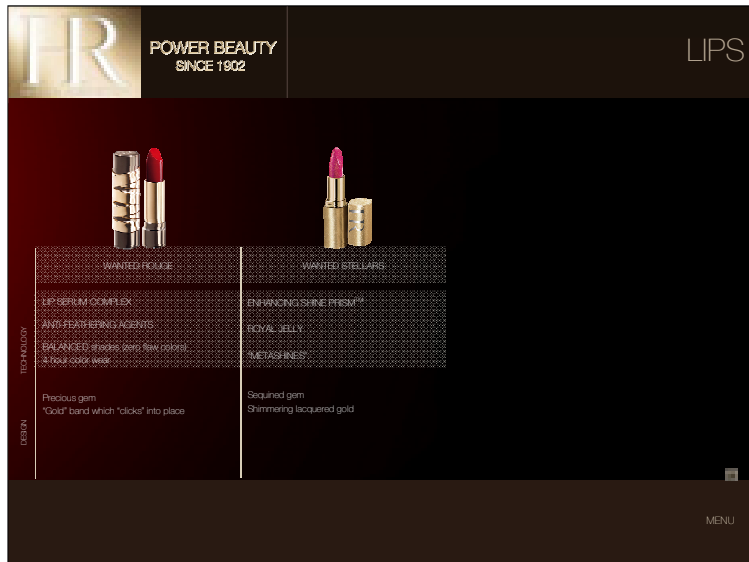 HR
POWER BEAUTY
SINCE 1902
LIPS
WANTED ROUGE
WANTED STELLARS
TECHNOLOGY
LIP SERUM COMPLEX
ANTI-FEATHERING AGENTS
BALANCED shades (zero flaw colors)
4 hour color wear
ENHANCING SHINE PRISM™
ROYAL JELLY
"METASHINES".
DESIGN
Precious gem
“Gold” band which “clicks” into place
Sequined gem
Shimmering lacquered gold
MENU